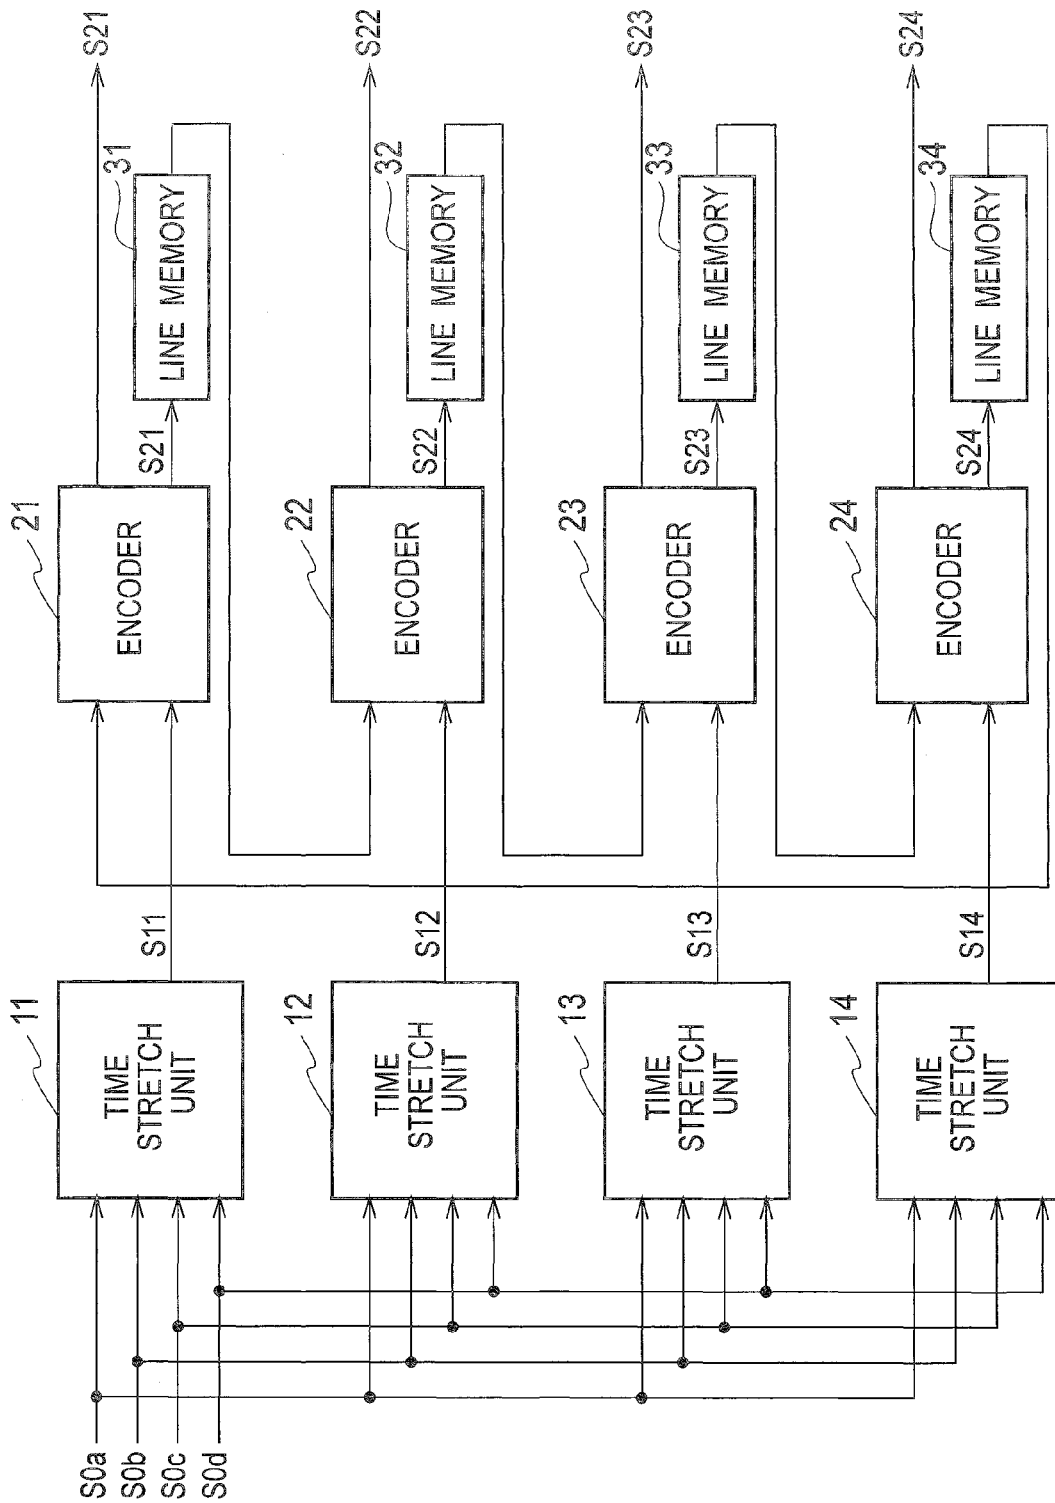 S0a
S0b
S0c
S0d
11
TIME
STRETCH
UNIT
S11
21
ENCODER
S21
31
LINE MEMORY
S21
12
TIME
STRETCH
UNIT
S12
22
ENCODER
S22
32
LINE MEMORY
S22
13
TIME
STRETCH
UNIT
S13
23
ENCODER
S23
33
LINE MEMORY
S23
14
TIME
STRETCH
UNIT
S14
24
ENCODER
S24
34
LINE MEMORY
S24